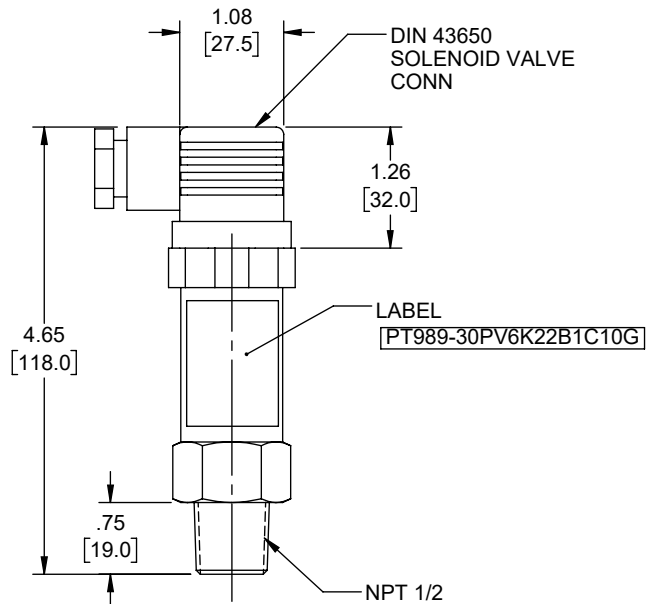 1.08
[27.5]
DIN 43650
SOLENOID VALVE
CONN
1.26
[32.0]
LABEL
PT989-30PV6K22B1C10G
4.65
[118.0]
.75
[19.0]
NPT 1/2